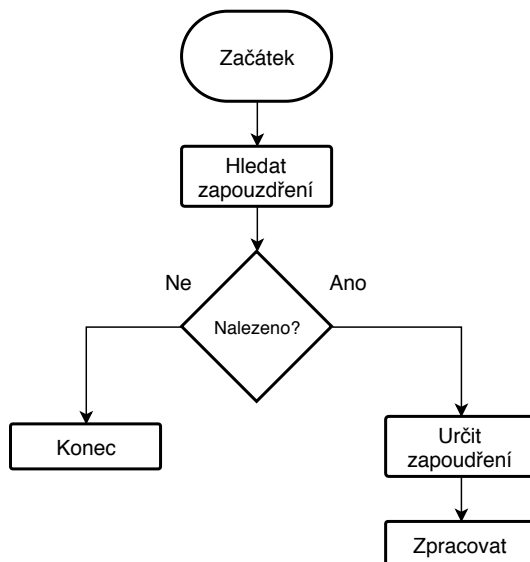 Začátek
Hledat
zapouzdření
Ne
Ano
Nalezeno?
Konec
Určit
zapoudření
Zpracovat